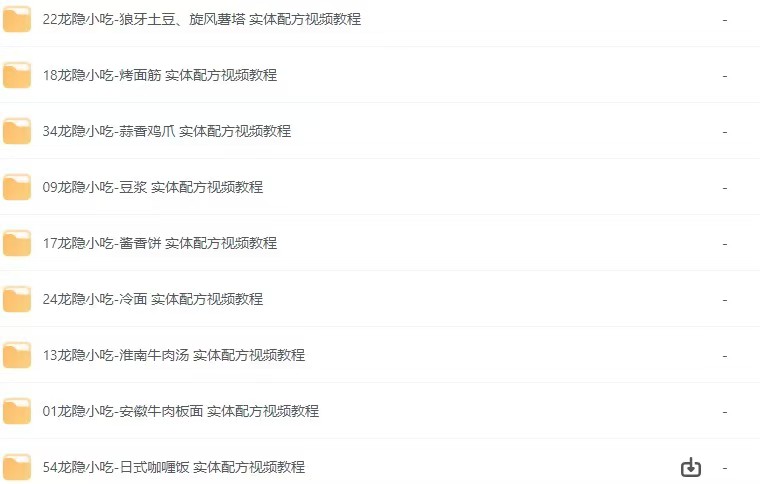 22龙隐小吃-狼牙土豆、旋风薯塔 实体配方视频教程 -
18龙隐小吃-烤面筋 实体配方视频教程 -
34龙隐小吃-蒜香鸡爪 实体配方视频教程 -
09龙隐小吃-豆浆 实体配方视频教程 -
17龙隐小吃-酱香饼 实体配方视频教程 -
24龙隐小吃-冷面 实体配方视频教程 -
13龙隐小吃-淮南牛肉汤 实体配方视频教程 -
01龙隐小吃-安徽牛肉板面 实体配方视频教程 -
54龙隐小吃-日式咖喱饭 实体配方视频教程 -